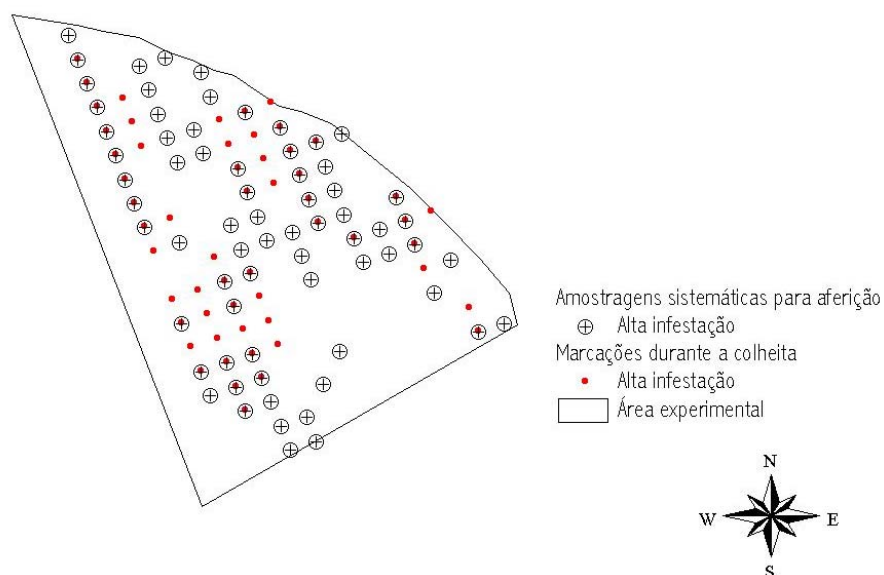 Amostragens sistemáticas para aferição
Alta infestação
Marcações durante a colheita
Alta infestação
Área experimental
N
W E
S